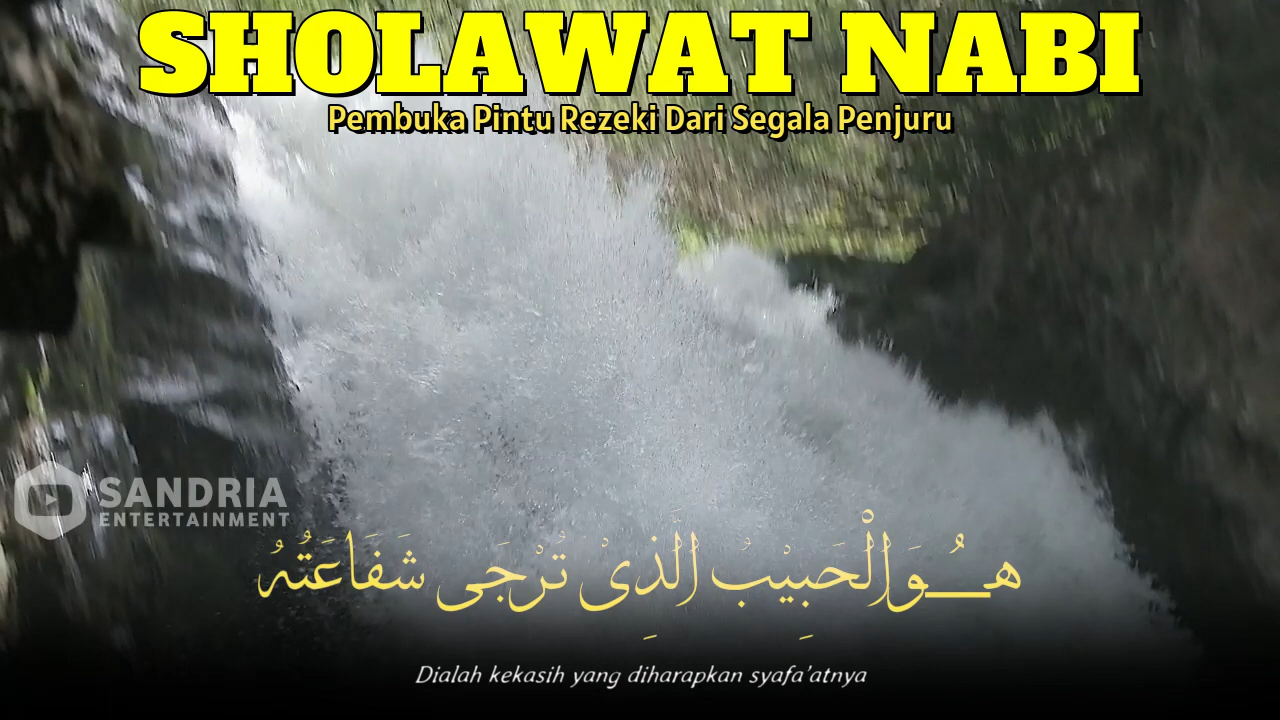 SHOLAWAT NABI
Pembuka Pintu Rezeki Dari Segala Penjuru
SANDRIA
ENTERTAINMENT
هُـــوَالْحَبِيْبُ الَّذِيْ تُرْجَى شَفَاعَتُهُ
Dialah kekasih yang diharapkan syafa'atnya